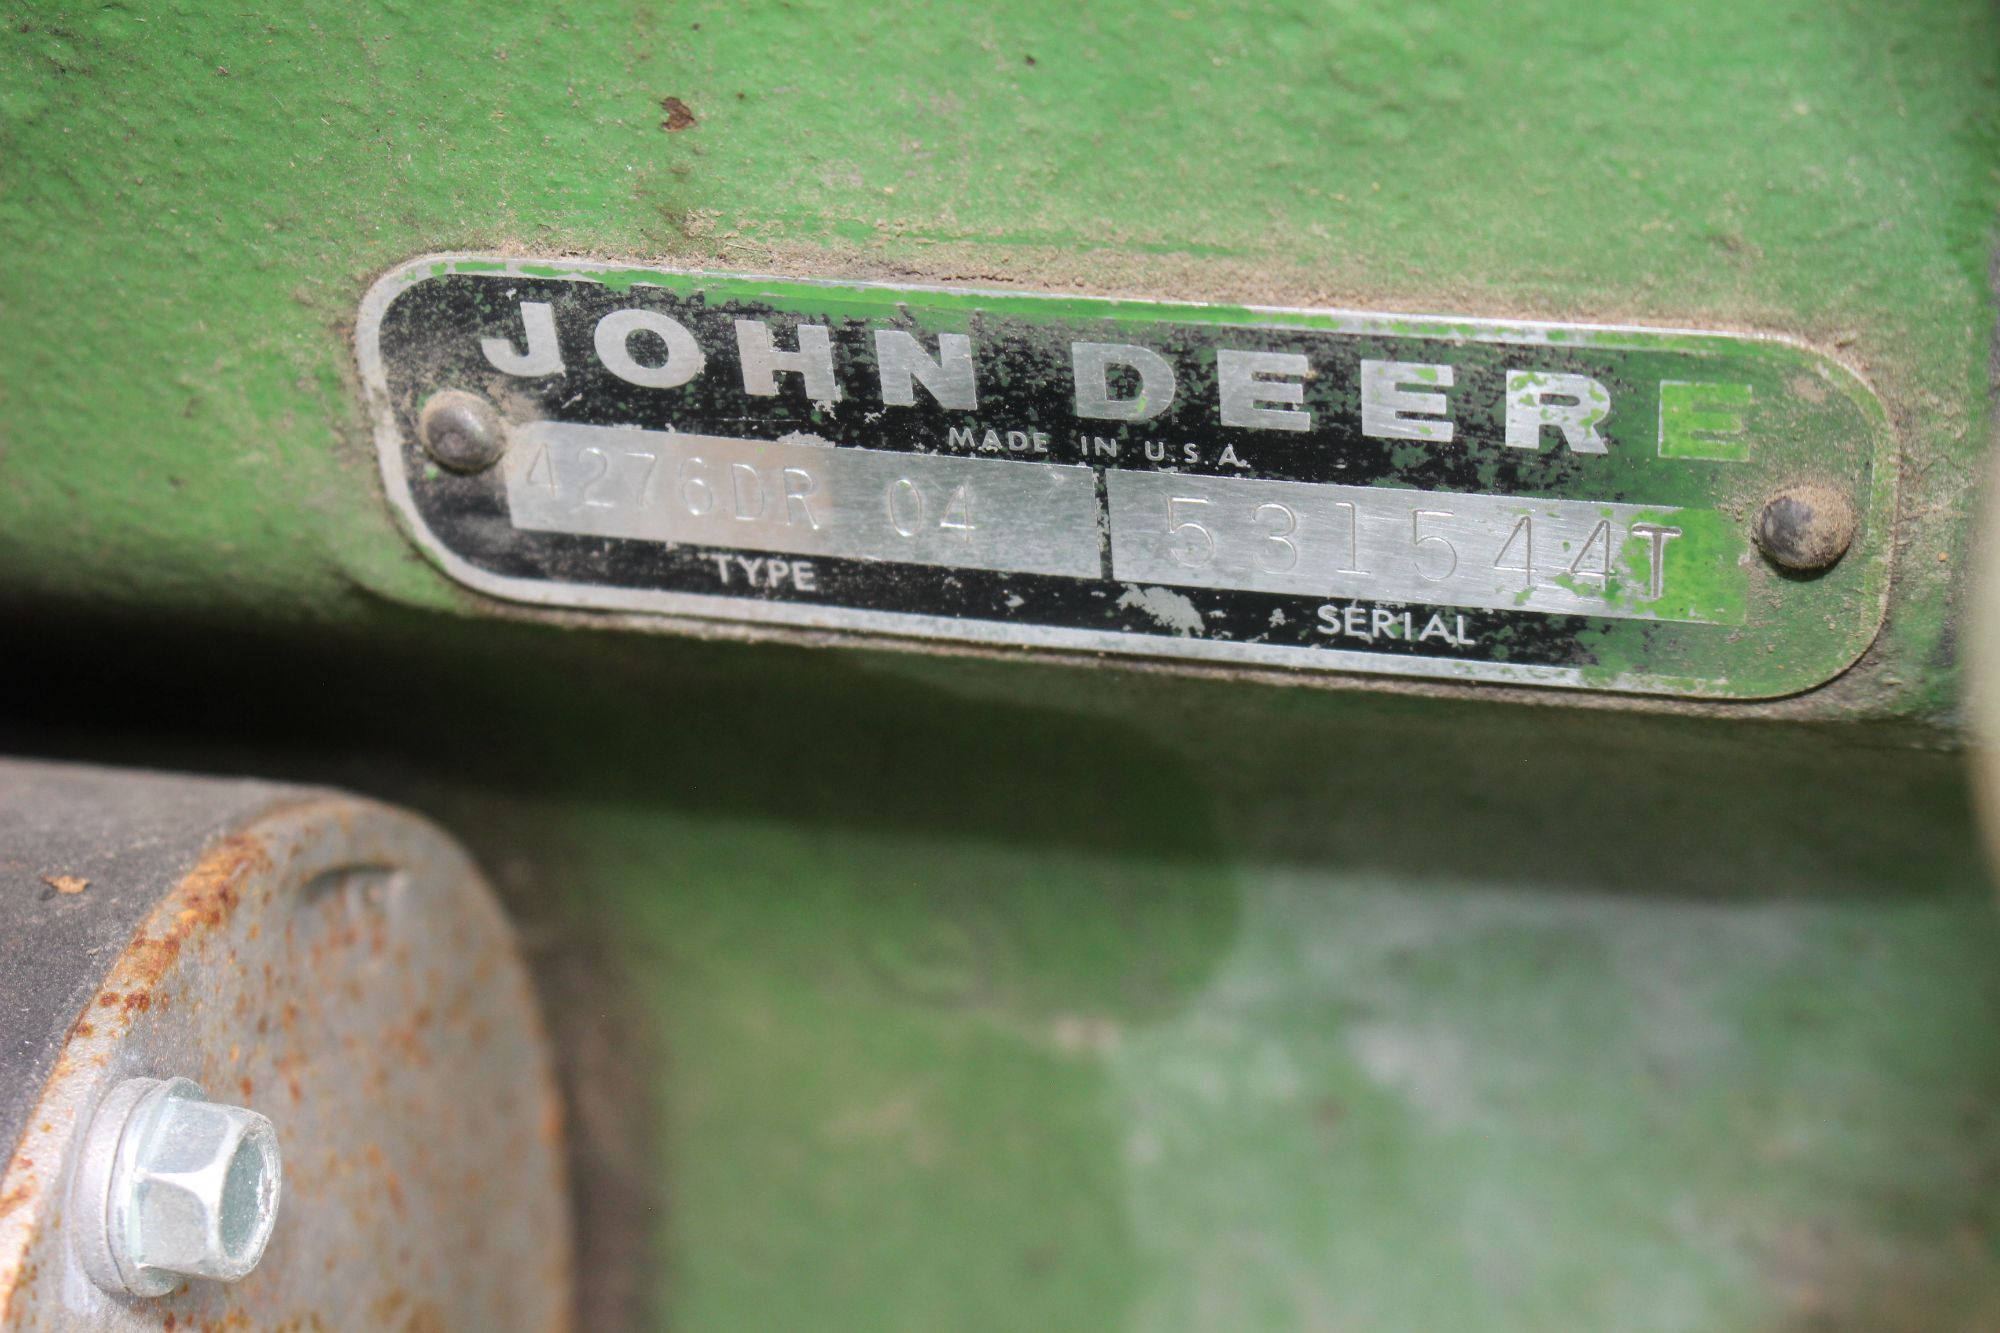 JOHN DEERE
MADE IN U.S.A.
4276DR 04 531544T
TYPE SERIAL